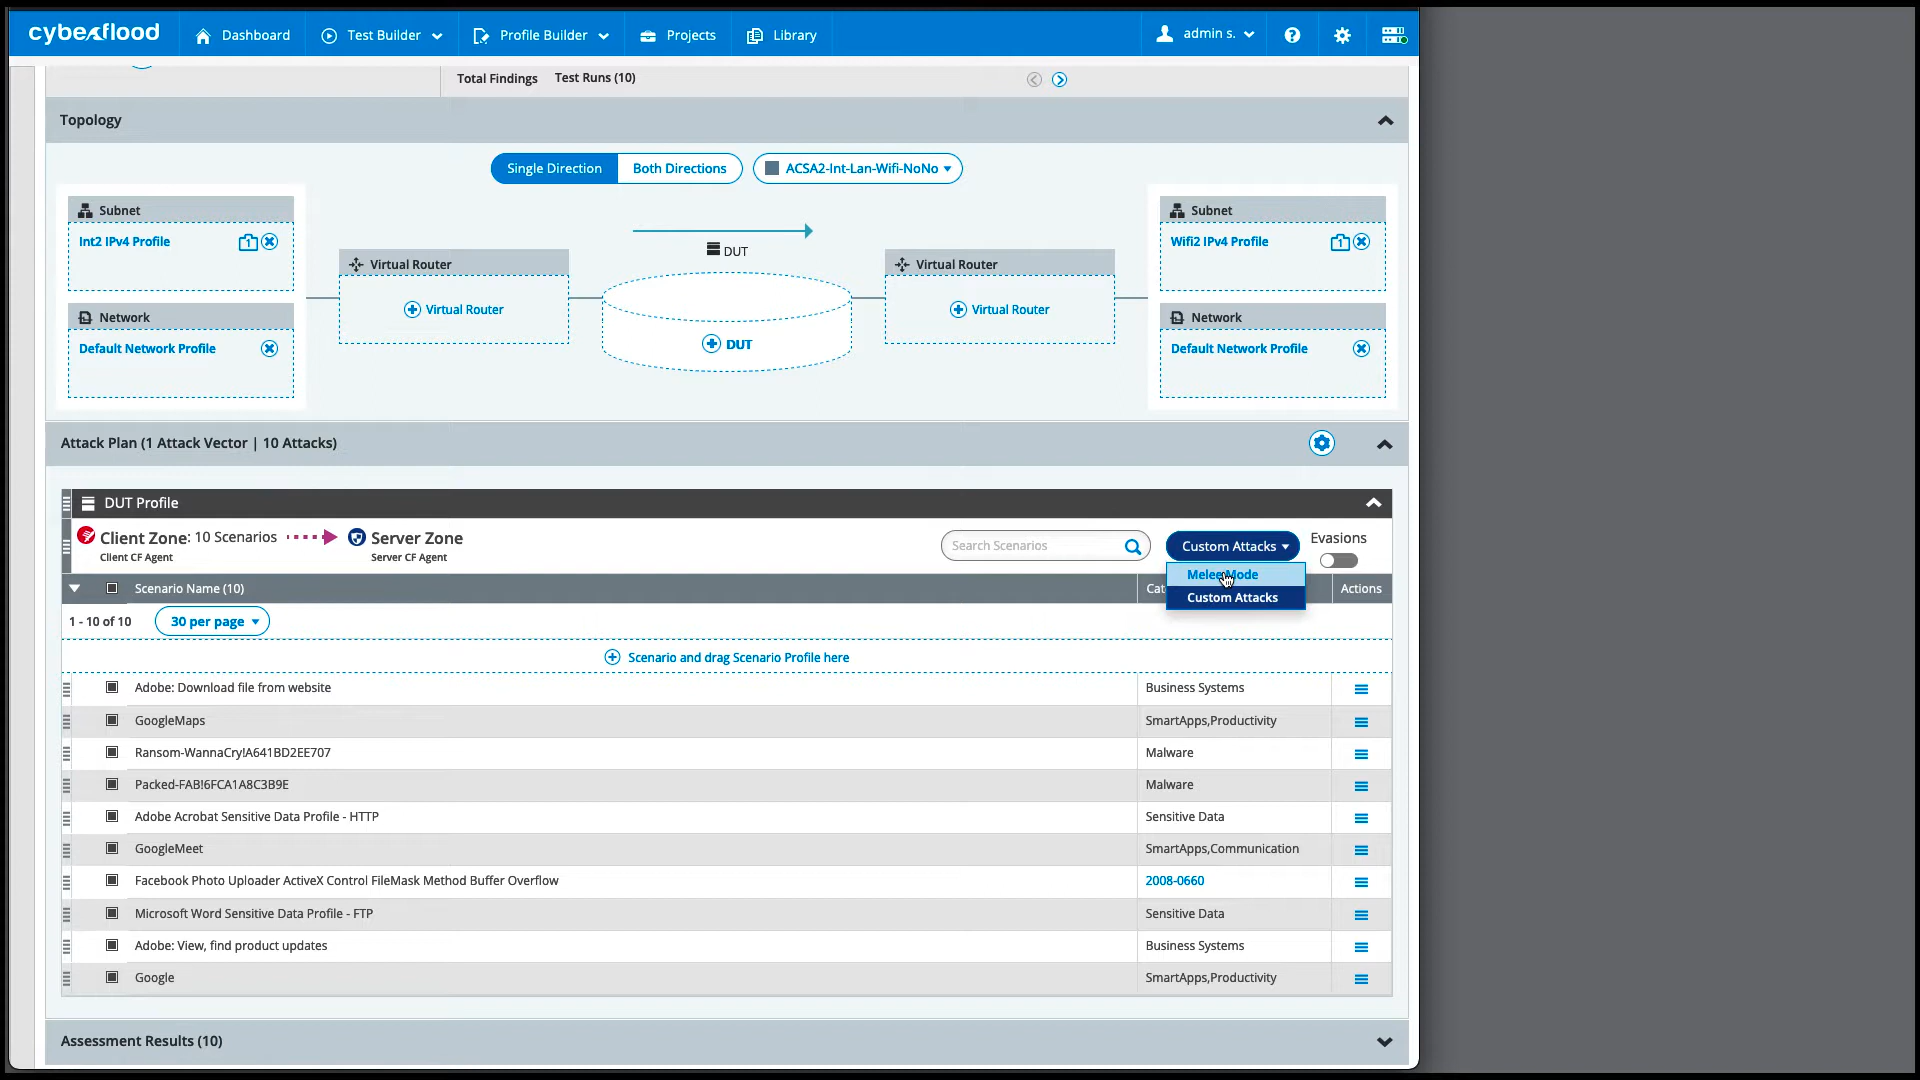 cyberflood
Dashboard
Test Builder
Profile Builder
Projects
Library
admin s.
Total Findings Test Runs (10)
Topology
Single Direction Both Directions ACSA2-Int-Lan-Wifi-NoNo
Subnet
Int2 IPv4 Profile 1
Network
Default Network Profile
Virtual Router
Virtual Router
DUT
DUT
Virtual Router
Virtual Router
Subnet
Wifi2 IPv4 Profile 1
Network
Default Network Profile
Attack Plan (1 Attack Vector | 10 Attacks)
DUT Profile
Client Zone: 10 Scenarios
Client CF Agent
Server Zone
Server CF Agent
Search Scenarios
Custom Attacks
Evasions
Melee Mode
Custom Attacks
Scenario Name (10) Actions
1 - 10 of 10 30 per page
Scenario and drag Scenario Profile here
Adobe: Download file from website Business Systems
GoogleMaps SmartApps,Productivity
Ransom-WannaCry!A641BD2EE707 Malware
Packed-FAB!6FCA1A8C3B9E Malware
Adobe Acrobat Sensitive Data Profile - HTTP Sensitive Data
GoogleMeet SmartApps,Communication
Facebook Photo Uploader ActiveX Control FileMask Method Buffer Overflow 2008-0660
Microsoft Word Sensitive Data Profile - FTP Sensitive Data
Adobe: View, find product updates Business Systems
Google SmartApps,Productivity
Assessment Results (10)